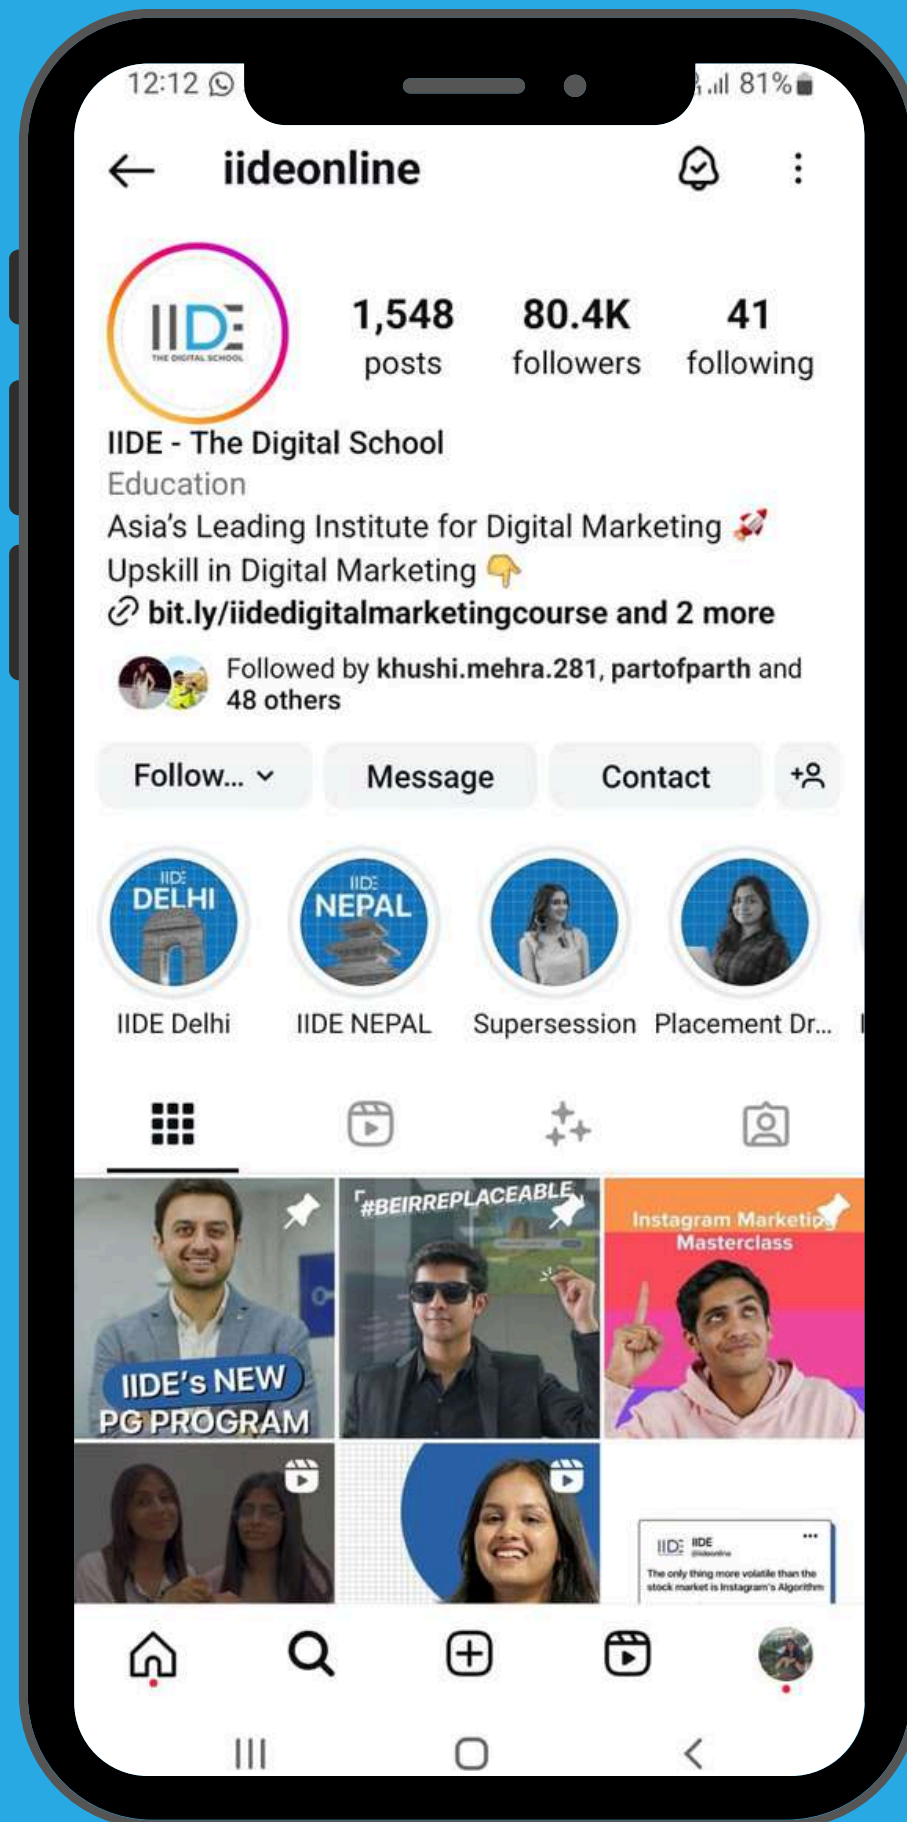 12:12
81%
iideonline
IIDE
THE DIGITAL SCHOOL
1,548 80.4K 41
posts followers following
IIDE - The Digital School
Education
Asia's Leading Institute for Digital Marketing 🚀
Upskill in Digital Marketing 👇
bit.ly/iidedigitalmarketingcourse and 2 more
Followed by khushi.mehra.281, partofparth and
48 others
Follow... Message Contact
IIDE
DELHI
IIDE
NEPAL
IIDE Delhi IIDE NEPAL Supersession Placement Dr...
IIDE's NEW
PG PROGRAM
#BEIRREPLACEABLE
Instagram Marketing
Masterclass
IIDE IIDE
@iideonline
The only thing more volatile than the
stock market is Instagram's Algorithm